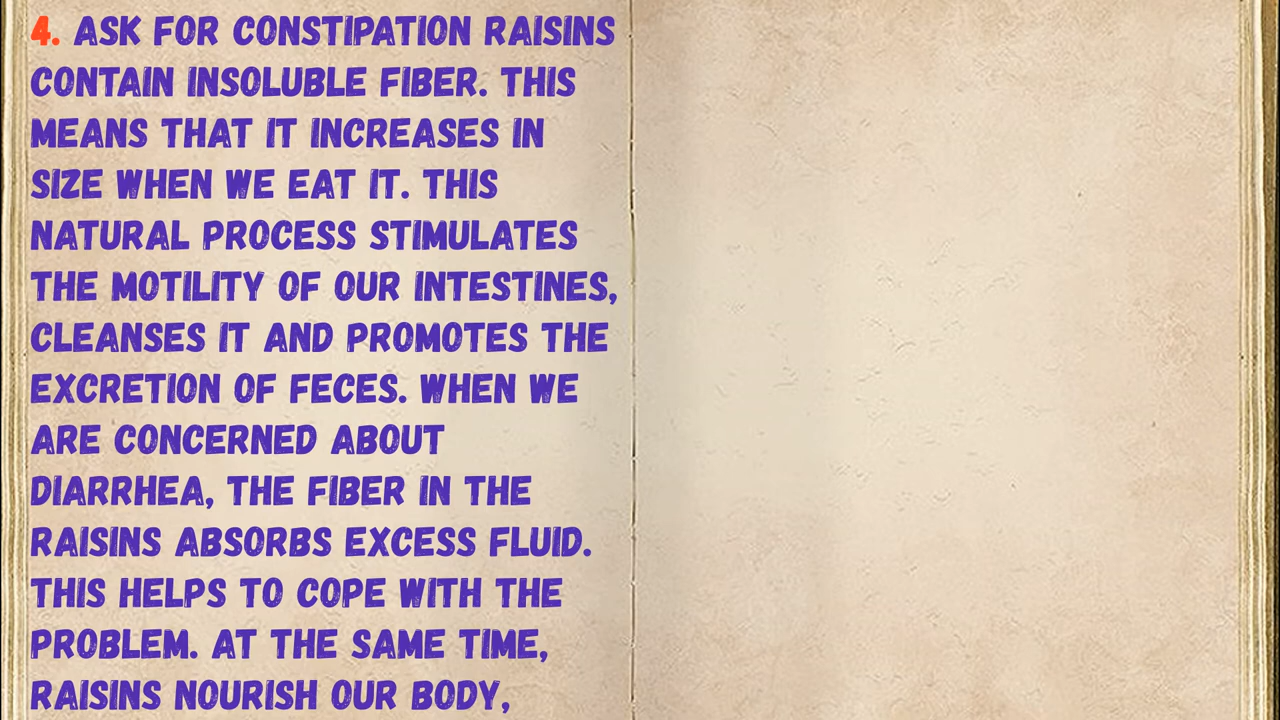 4. ASK FOR CONSTIPATION RAISINS
CONTAIN INSOLUBLE FIBER. THIS
MEANS THAT IT INCREASES IN
SIZE WHEN WE EAT IT. THIS
NATURAL PROCESS STIMULATES
THE MOTILITY OF OUR INTESTINES,
CLEANSES IT AND PROMOTES THE
EXCRETION OF FECES. WHEN WE
ARE CONCERNED ABOUT
DIARRHEA, THE FIBER IN THE
RAISINS ABSORBS EXCESS FLUID.
THIS HELPS TO COPE WITH THE
PROBLEM. AT THE SAME TIME,
RAISINS NOURISH OUR BODY,